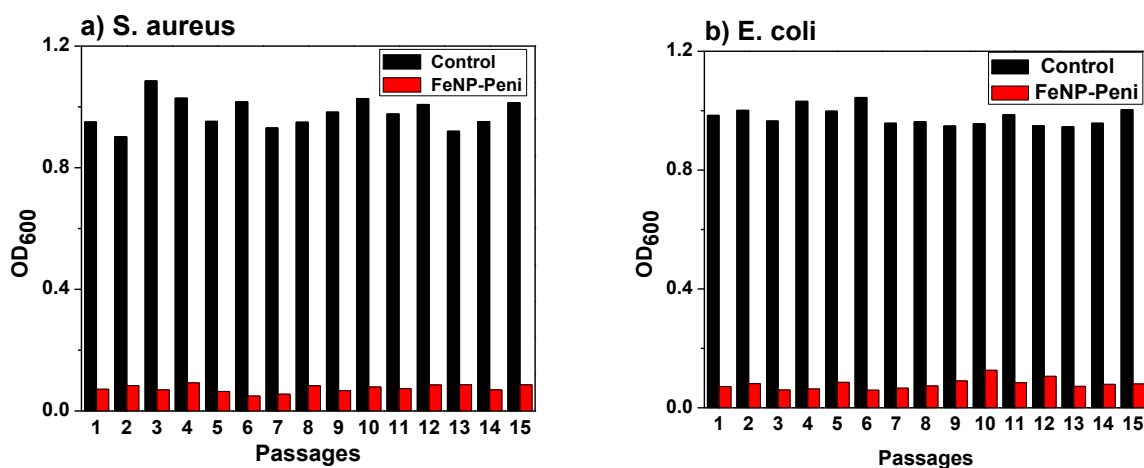 a) S. aureus
1.2
0.8
0.4
0.0
OD600
Control
FeNP-Peni
1 2 3 4 5 6 7 8 9 10 11 12 13 14 15
Passages
b) E. coli
1.2
0.8
0.4
0.0
OD600
Control
FeNP-Peni
1 2 3 4 5 6 7 8 9 10 11 12 13 14 15
Passages